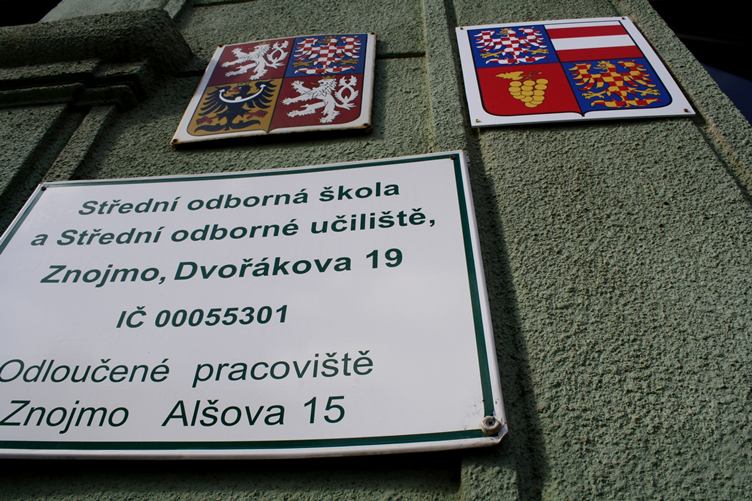 Střední odborná škola
a Střední odborné učiliště,
Znojmo, Dvořákova 19
IČ 00055301
Odloučené pracoviště
Znojmo Alšova 15